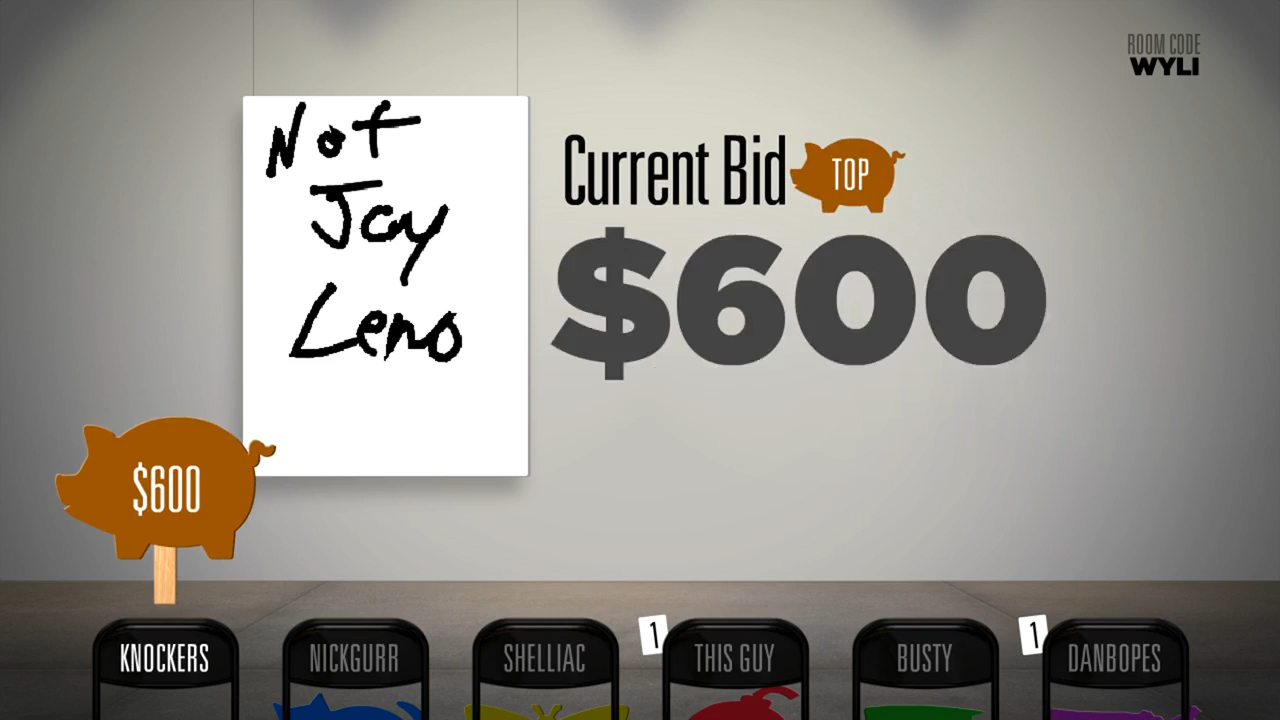 ROOM CODE
WYLI
Not
Jay
Leno
Current Bid TOP
$600
$600
1 1
KNOCKERS NICKGURR SHELLIAC THIS GUY BUSTY DANBOPES